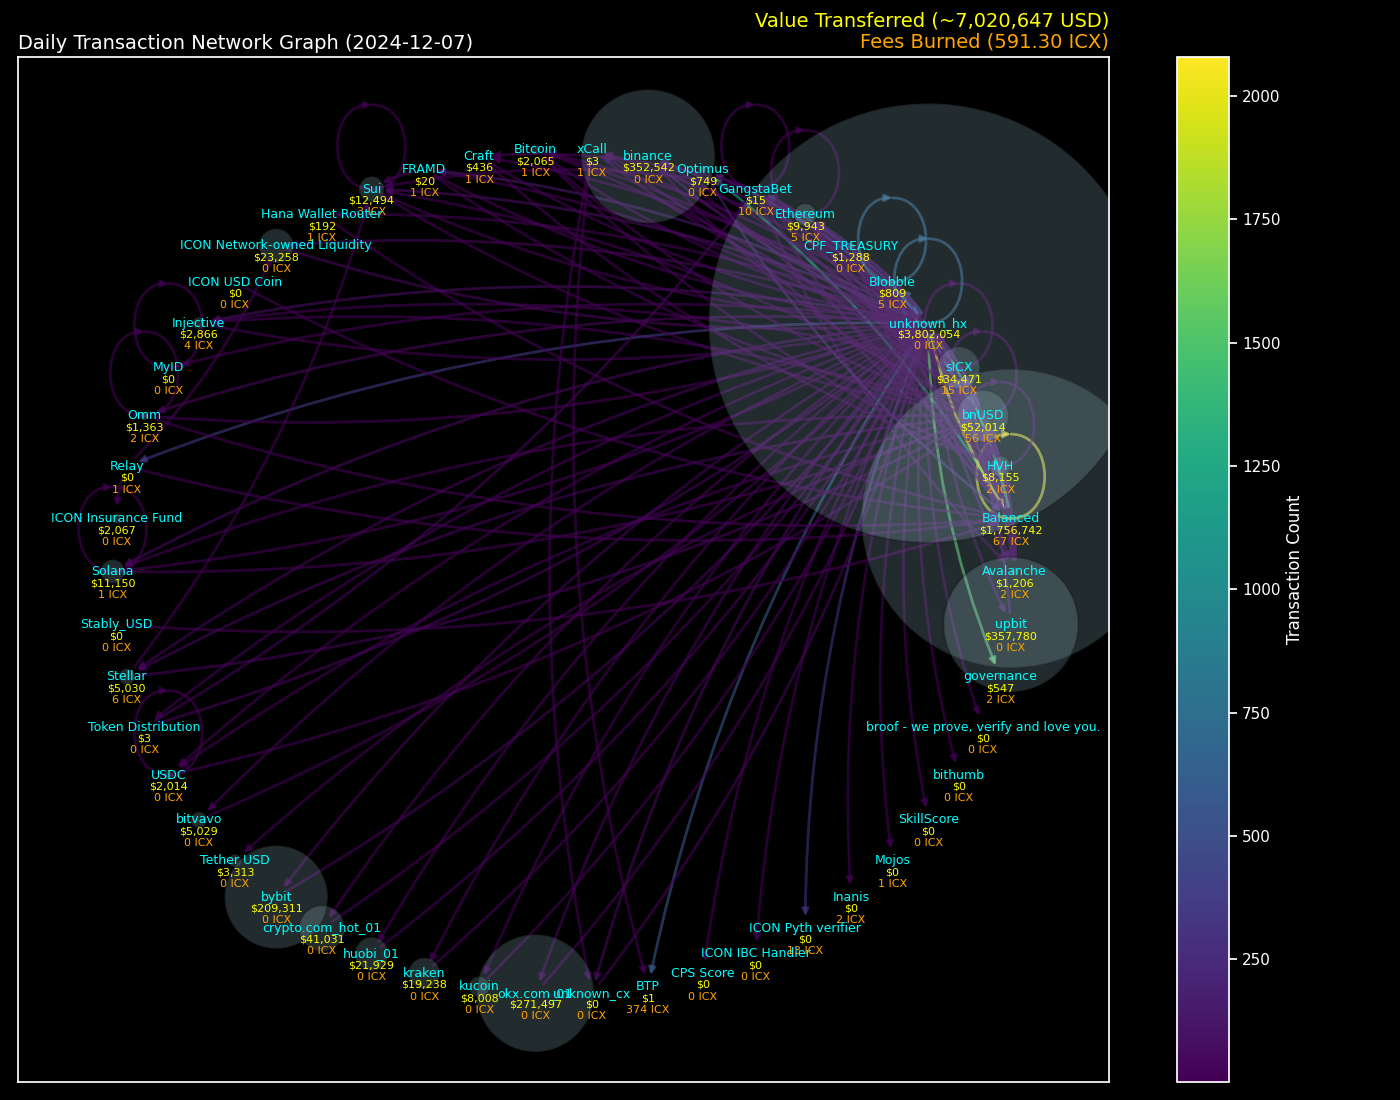 Value Transferred (~7,020,647 USD)
Daily Transaction Network Graph (2024-12-07)
Fees Burned (591.30 ICX)
Bitcoin
$2,065
1 ICX
xCall
$3
1 ICX
binance
$352,542
0 ICX
Craft
$436
1 ICX
FRAMD
$20
1 ICX
Optimus
$749
0 ICX
Sui
$12,494
3 ICX
GangstaBet
$15
10 ICX
Hana Wallet Router
$192
1 ICX
Ethereum
$9,943
5 ICX
ICON Network-owned Liquidity
$23,258
0 ICX
CPF_TREASURY
$1,288
0 ICX
ICON USD Coin
$0
0 ICX
Blobble
$809
5 ICX
Injective
$2,866
4 ICX
unknown_hx
$3,802,054
0 ICX
MyID
$0
0 ICX
sICX
$34,471
15 ICX
Omm
$1,363
2 ICX
bnUSD
$52,014
56 ICX
Relay
$0
1 ICX
HVH
$8,155
2 ICX
ICON Insurance Fund
$2,067
0 ICX
Balanced
$1,756,742
67 ICX
Solana
$11,150
1 ICX
Avalanche
$1,206
2 ICX
Stably_USD
$0
0 ICX
upbit
$357,780
0 ICX
Stellar
$5,030
6 ICX
governance
$547
2 ICX
Token Distribution
$3
0 ICX
broof - we prove, verify and love you.
$0
0 ICX
USDC
$2,014
0 ICX
bithumb
$0
0 ICX
bitvavo
$5,029
0 ICX
SkillScore
$0
0 ICX
Tether USD
$3,313
0 ICX
Mojos
$0
1 ICX
bybit
$209,311
0 ICX
Inanis
$0
2 ICX
crypto.com_hot_01
$41,031
0 ICX
ICON Pyth verifier
$0
13 ICX
huobi_01
$21,929
0 ICX
ICON IBC Handler
$0
0 ICX
kraken
$19,238
0 ICX
CPS Score
$0
0 ICX
kucoin
$8,008
0 ICX
okx.com_01
$271,497
0 ICX
unknown_cx
$0
0 ICX
BTP
$1
374 ICX
2000
1750
1500
1250
1000
750
500
250
Transaction Count